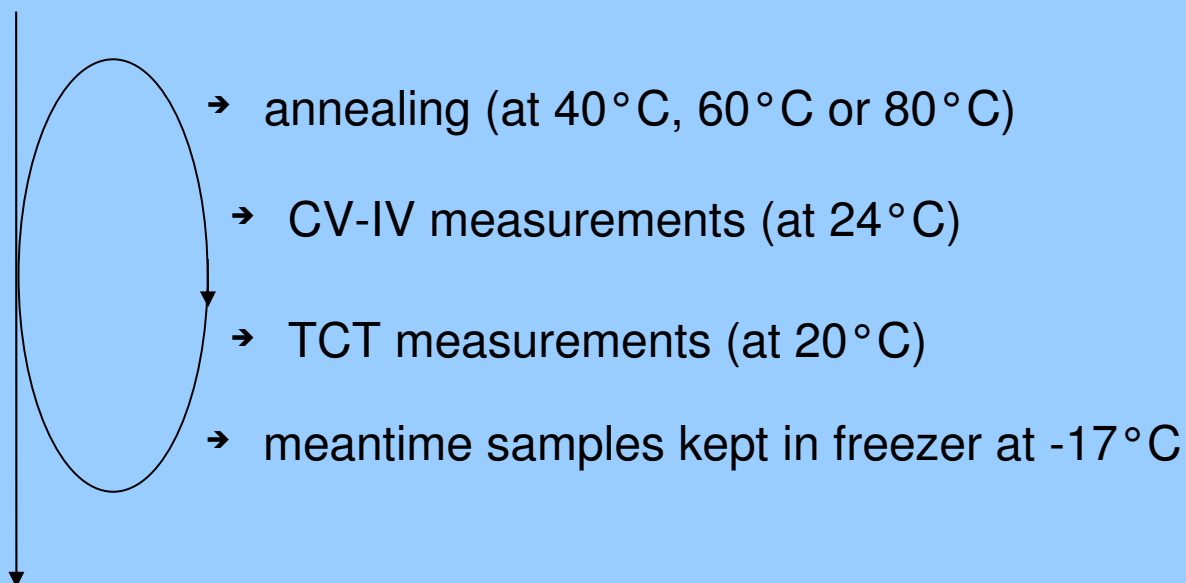 ➔ annealing (at 40°C, 60°C or 80°C)
➔ CV-IV measurements (at 24°C)
➔ TCT measurements (at 20°C)
➔ meantime samples kept in freezer at -17°C